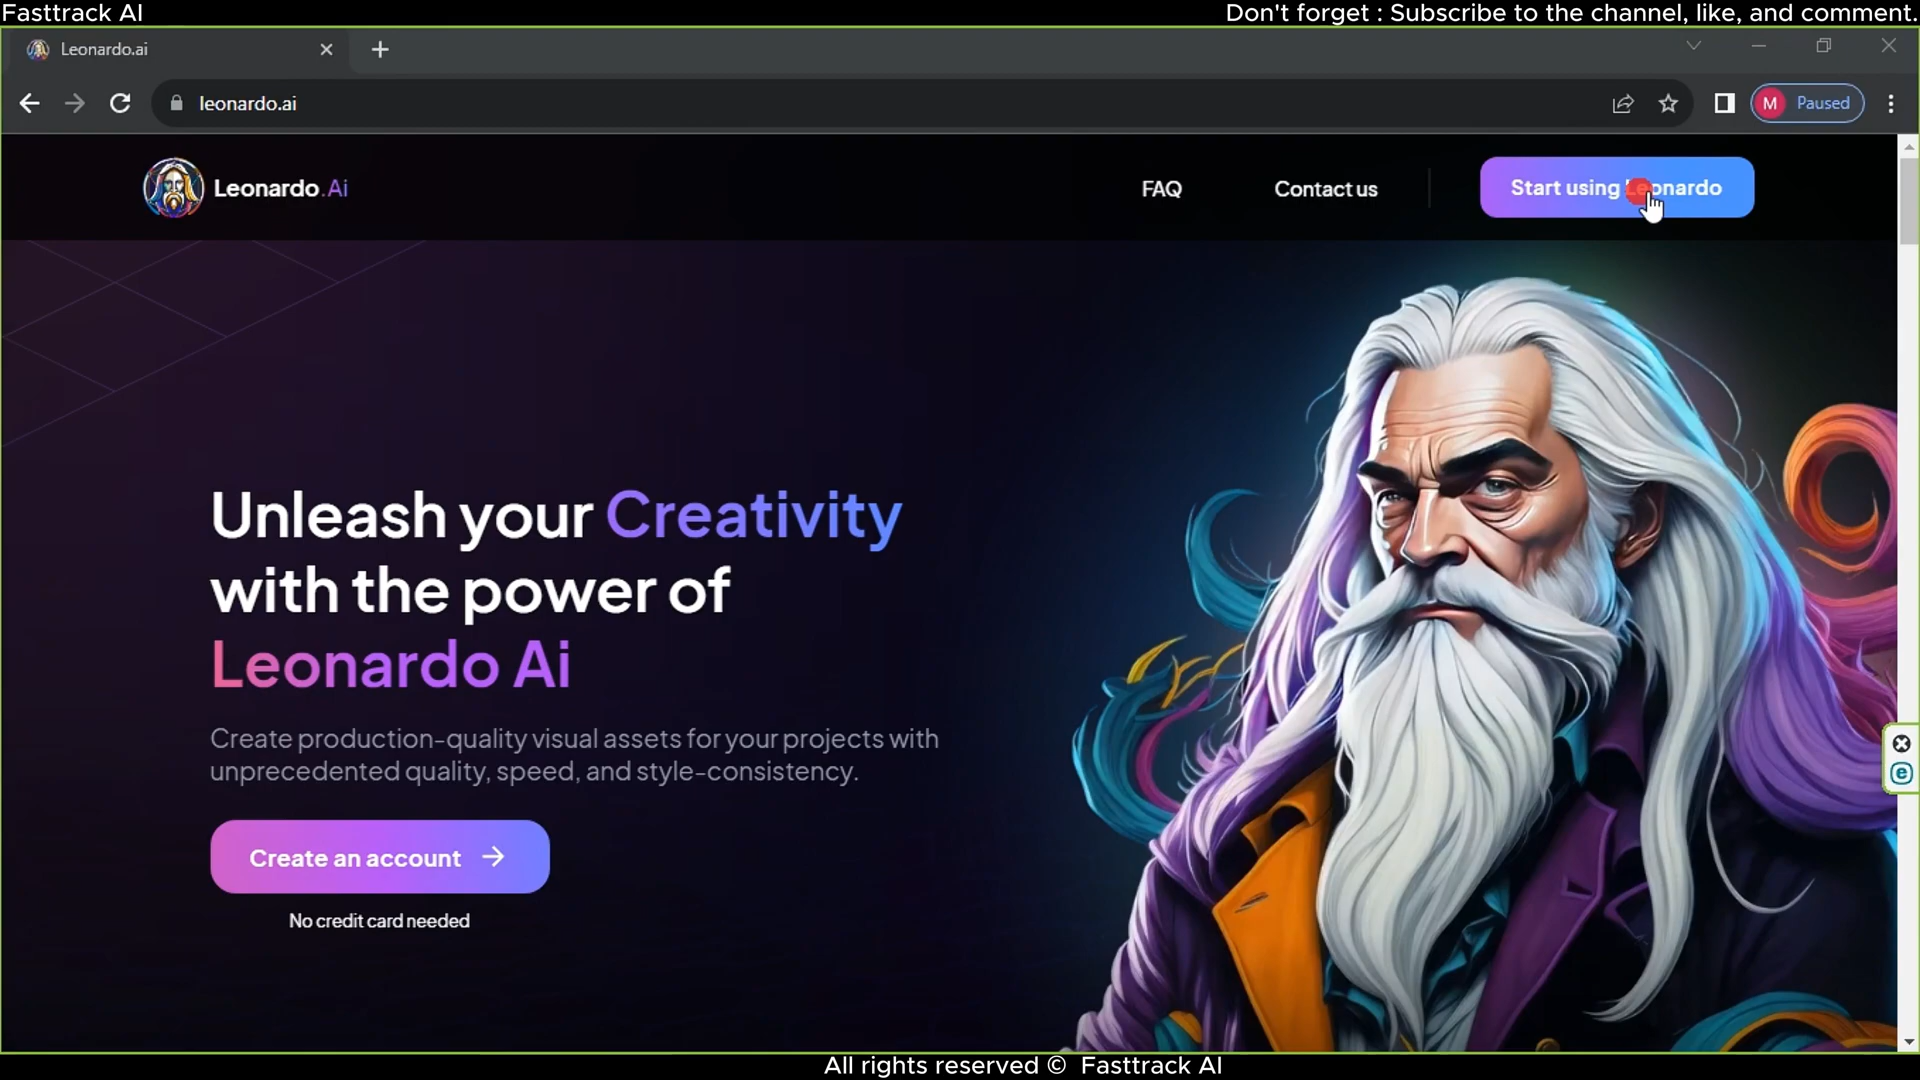 Fasttrack AI
Don't forget : Subscribe to the channel, like, and comment.
Leonardo.ai
leonardo.ai
M Paused
Leonardo.Ai
FAQ
Contact us
Start using Leonardo
Unleash your Creativity
with the power of
Leonardo Ai
Create production-quality visual assets for your projects with
unprecedented quality, speed, and style-consistency.
Create an account
No credit card needed
e
All rights reserved © Fasttrack AI